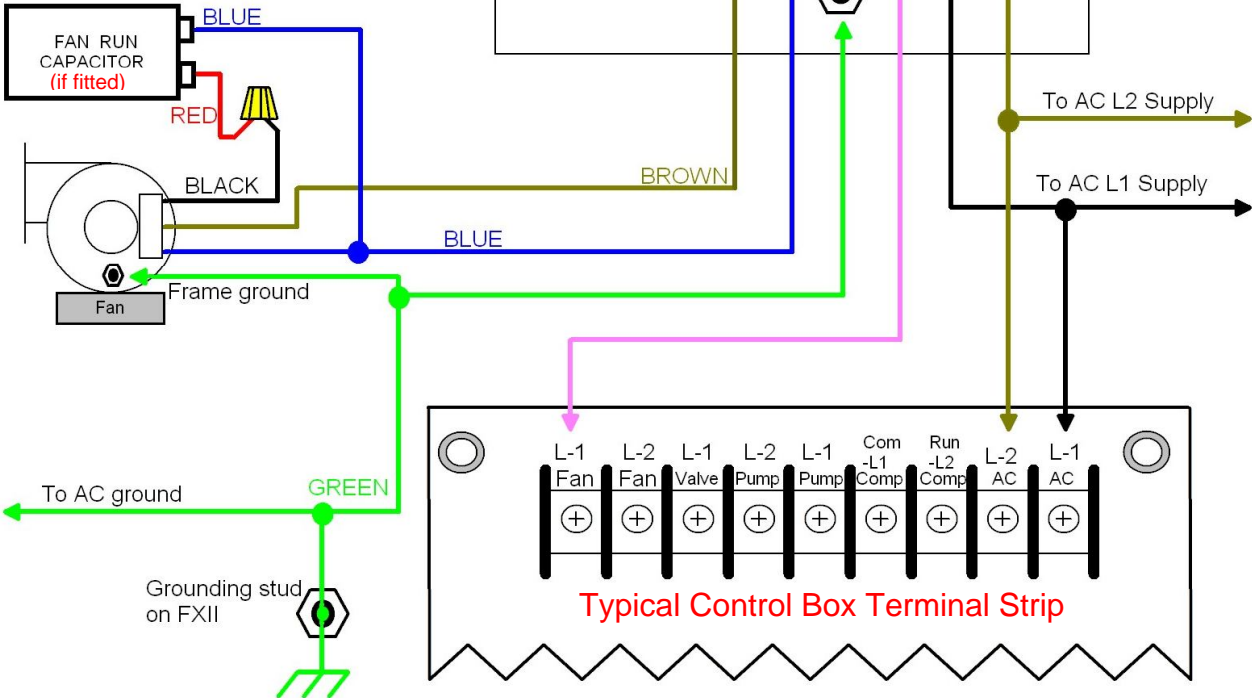 BLUE
FAN RUN
CAPACITOR
(if fitted)
RED
BLACK
BROWN
BLUE
To AC L2 Supply
To AC L1 Supply
Frame ground
Fan
To AC ground
GREEN
Grounding stud
on FXII
L-1
Fan
L-2
Fan
L-1
Valve
L-2
Pump
L-1
Pump
Com
-L1
Comp
Run
-L2
Comp
L-2
AC
L-1
AC
Typical Control Box Terminal Strip